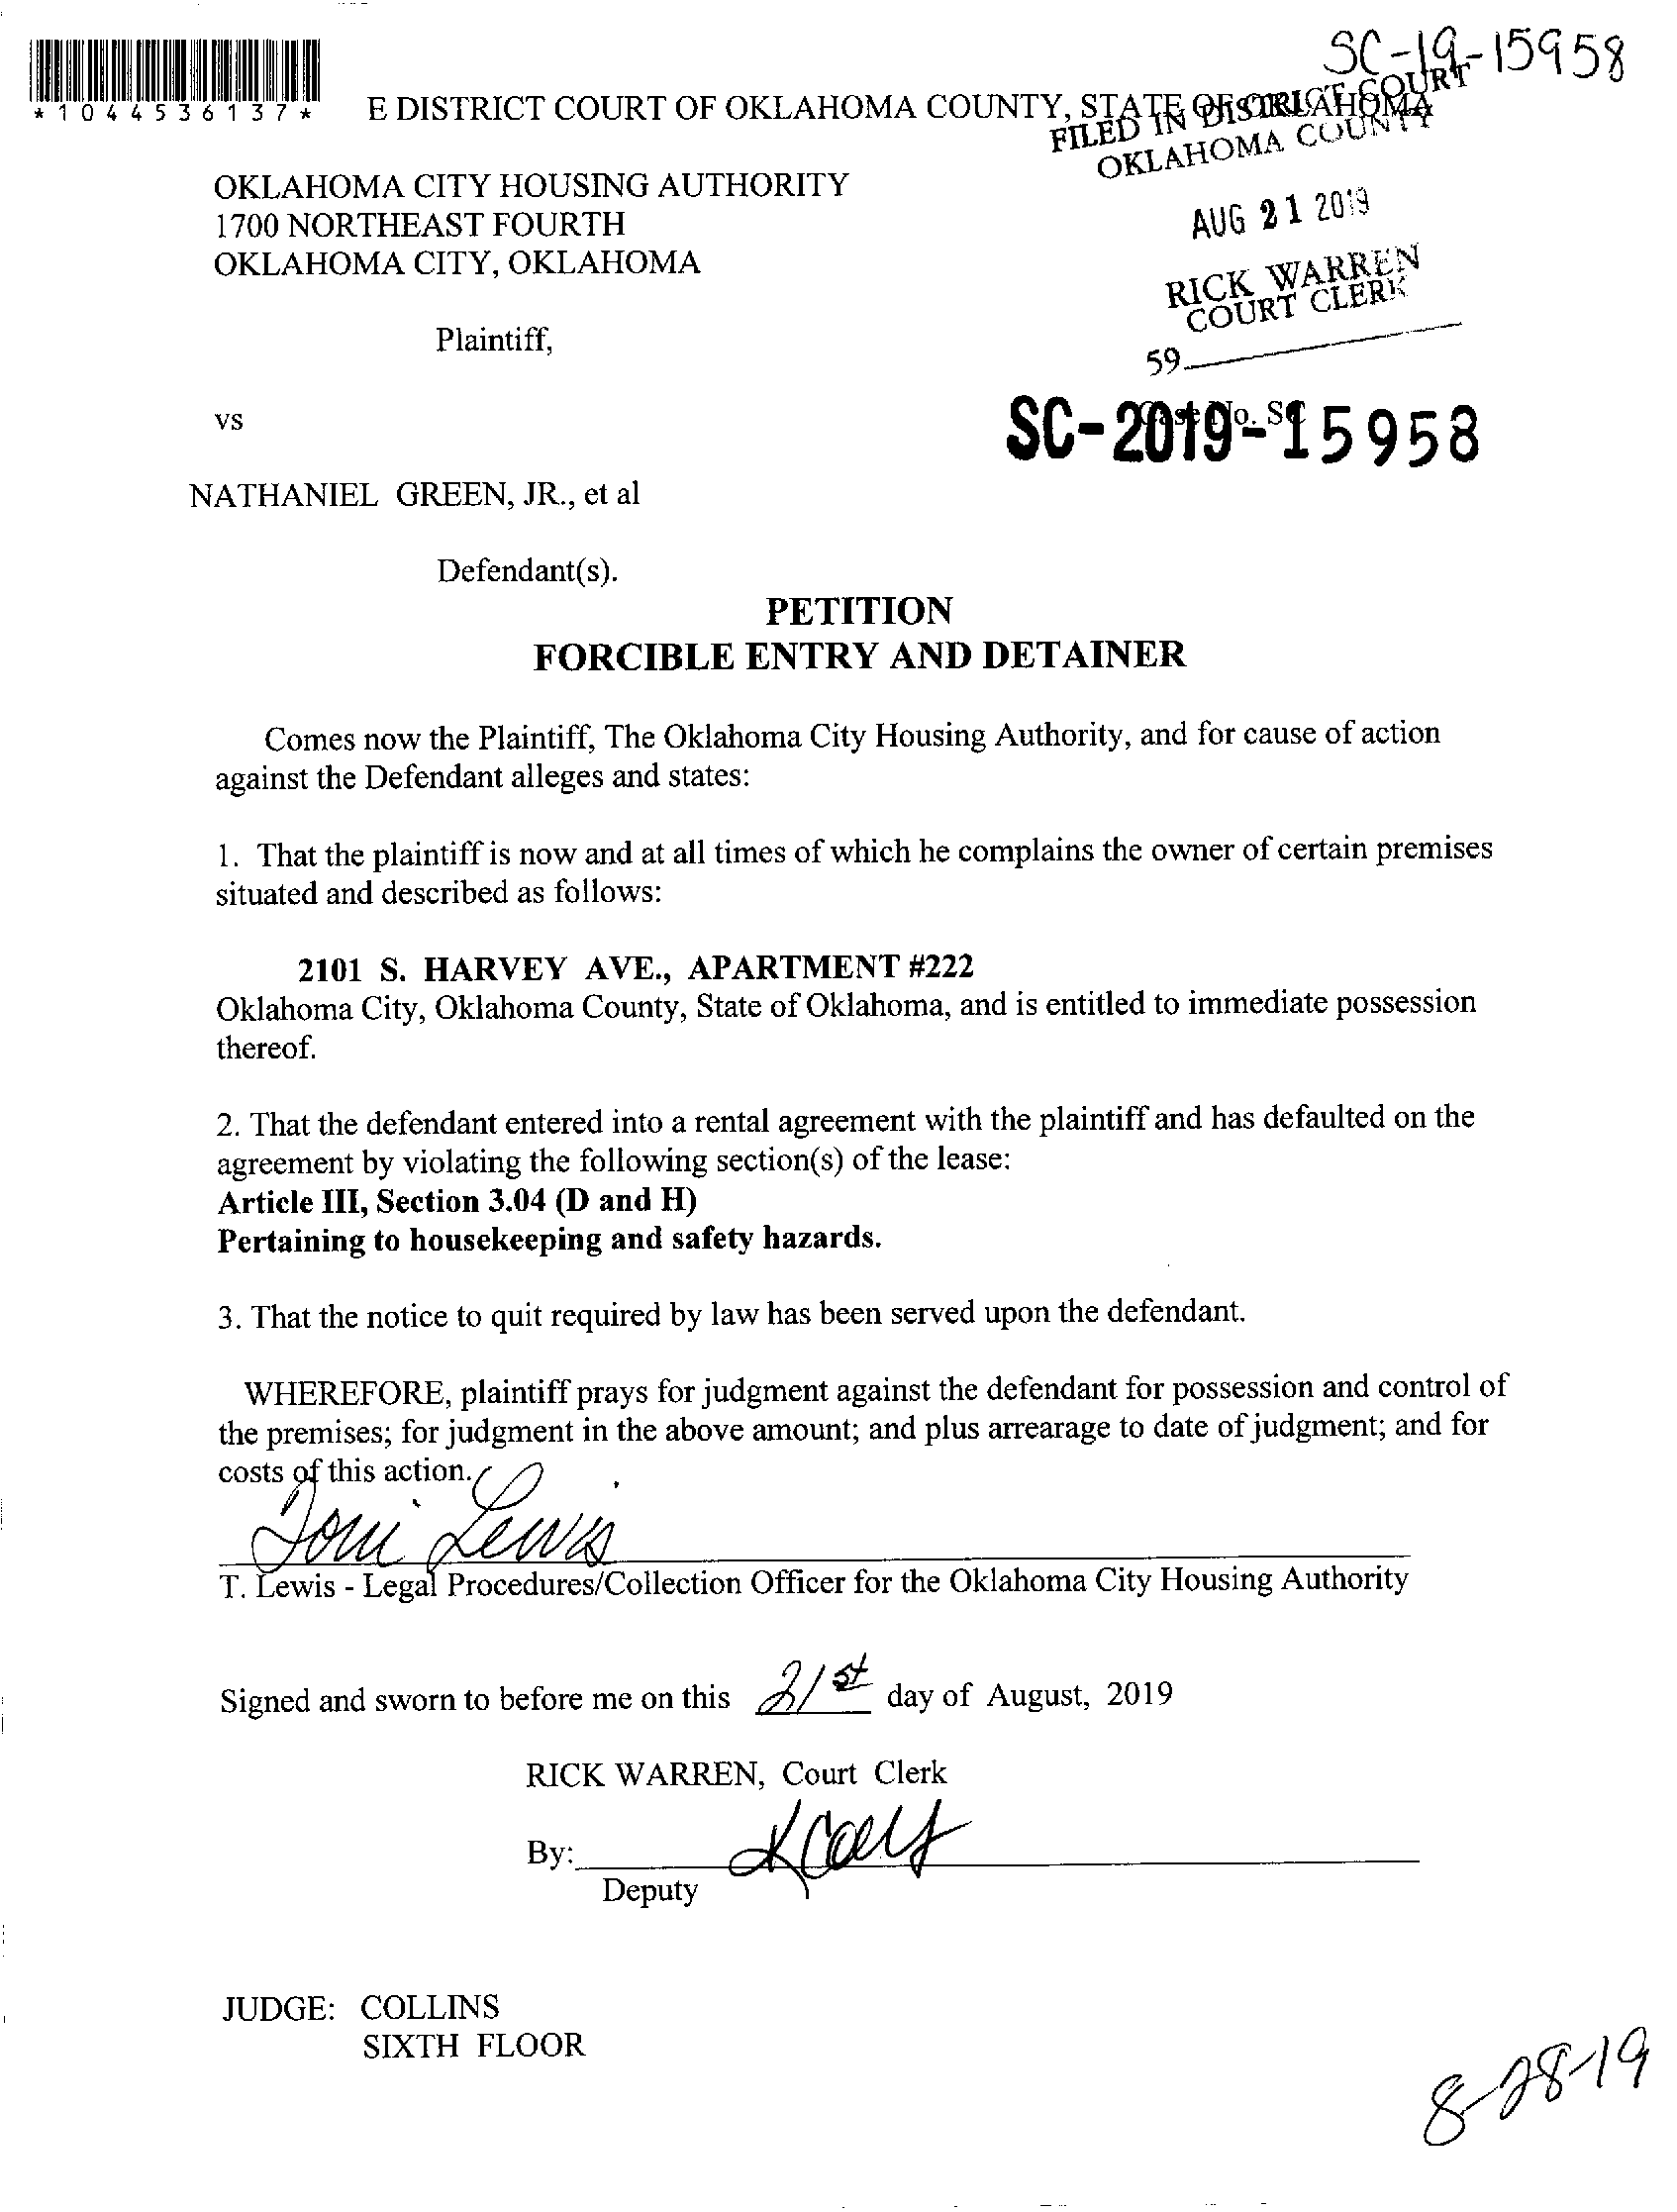 SC-19-15958
*1044536137*
E DISTRICT COURT OF OKLAHOMA COUNTY, STATE OF OKLAHOMA
FILED IN DISTRICT COURT
OKLAHOMA COUNTY
OKLAHOMA CITY HOUSING AUTHORITY
1700 NORTHEAST FOURTH
OKLAHOMA CITY, OKLAHOMA
AUG 21 2019
RICK WARREN
COURT CLERK
59
Plaintiff,
vs
Case No. SC
SC-2019-15958
NATHANIEL GREEN, JR., et al
Defendant(s).
PETITION
FORCIBLE ENTRY AND DETAINER
Comes now the Plaintiff, The Oklahoma City Housing Authority, and for cause of action
against the Defendant alleges and states:
1. That the plaintiff is now and at all times of which he complains the owner of certain premises
situated and described as follows:
2101 S. HARVEY AVE., APARTMENT #222
Oklahoma City, Oklahoma County, State of Oklahoma, and is entitled to immediate possession
thereof.
2. That the defendant entered into a rental agreement with the plaintiff and has defaulted on the
agreement by violating the following section(s) of the lease:
Article III, Section 3.04 (D and H)
Pertaining to housekeeping and safety hazards.
3. That the notice to quit required by law has been served upon the defendant.
WHEREFORE, plaintiff prays for judgment against the defendant for possession and control of
the premises; for judgment in the above amount; and plus arrearage to date of judgment; and for
costs of this action.
Toni Lewis
T. Lewis - Legal Procedures/Collection Officer for the Oklahoma City Housing Authority
Signed and sworn to before me on this 21st day of August, 2019
RICK WARREN, Court Clerk
By:
Deputy
JUDGE: COLLINS
SIXTH FLOOR
8-28-19